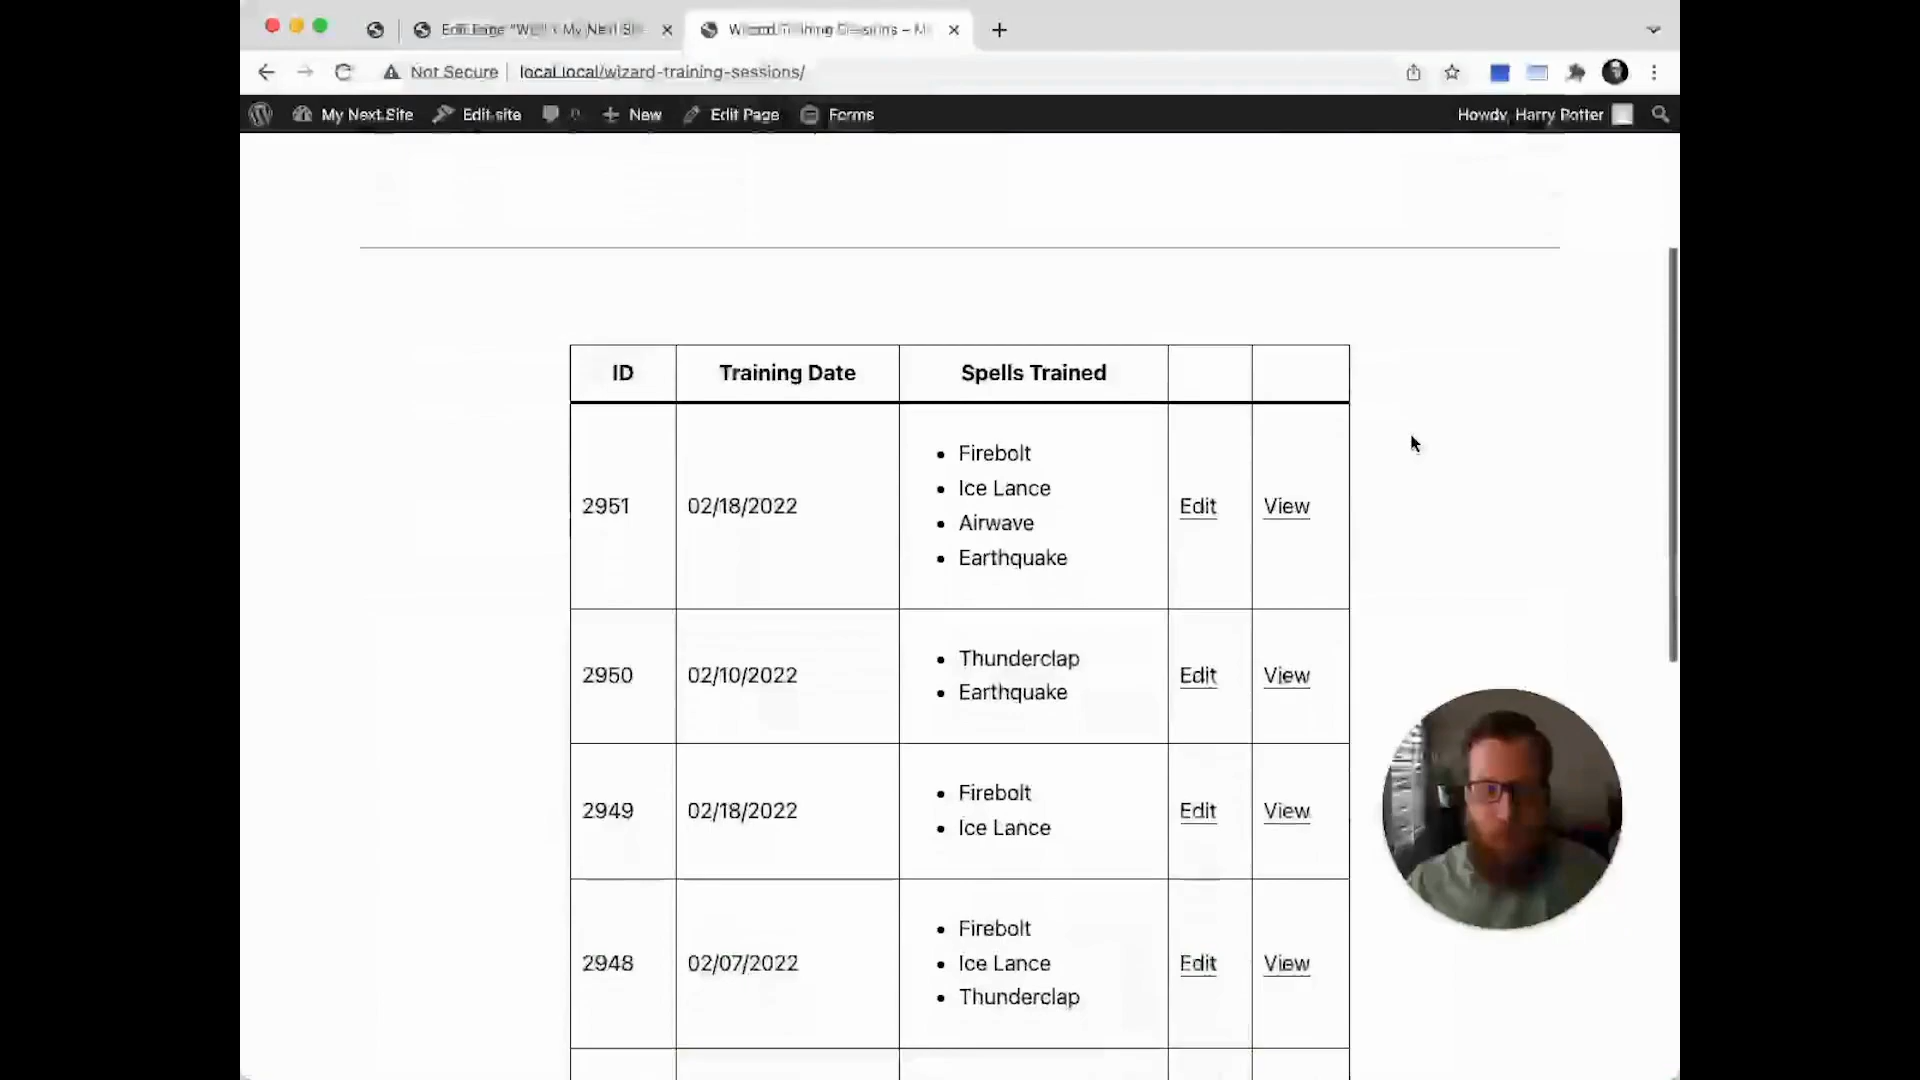 Not Secure local.local/wizard-training-sessions/
My Next Site Edit site 0 New Edit Page Forms Howdy, Harry Potter
ID Training Date Spells Trained
Firebolt
Ice Lance
2951 02/18/2022 Edit View
Airwave
Earthquake
Thunderclap
2950 02/10/2022 Edit View
Earthquake
Firebolt
2949 02/18/2022 Edit View
Ice Lance
Firebolt
2948 02/07/2022 Ice Lance Edit View
Thunderclap